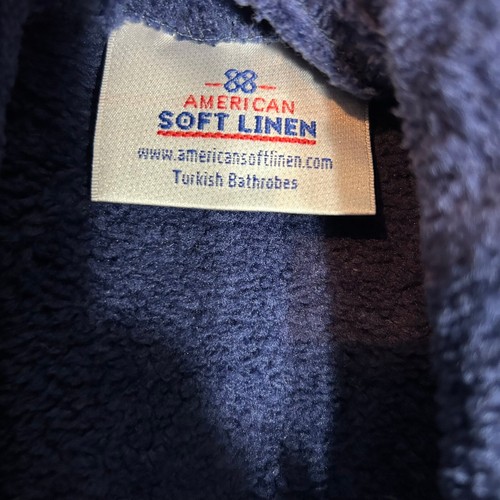 AMERICAN
SOFT LINEN
www.americansoftlinen.com
Turkish Bathrobes